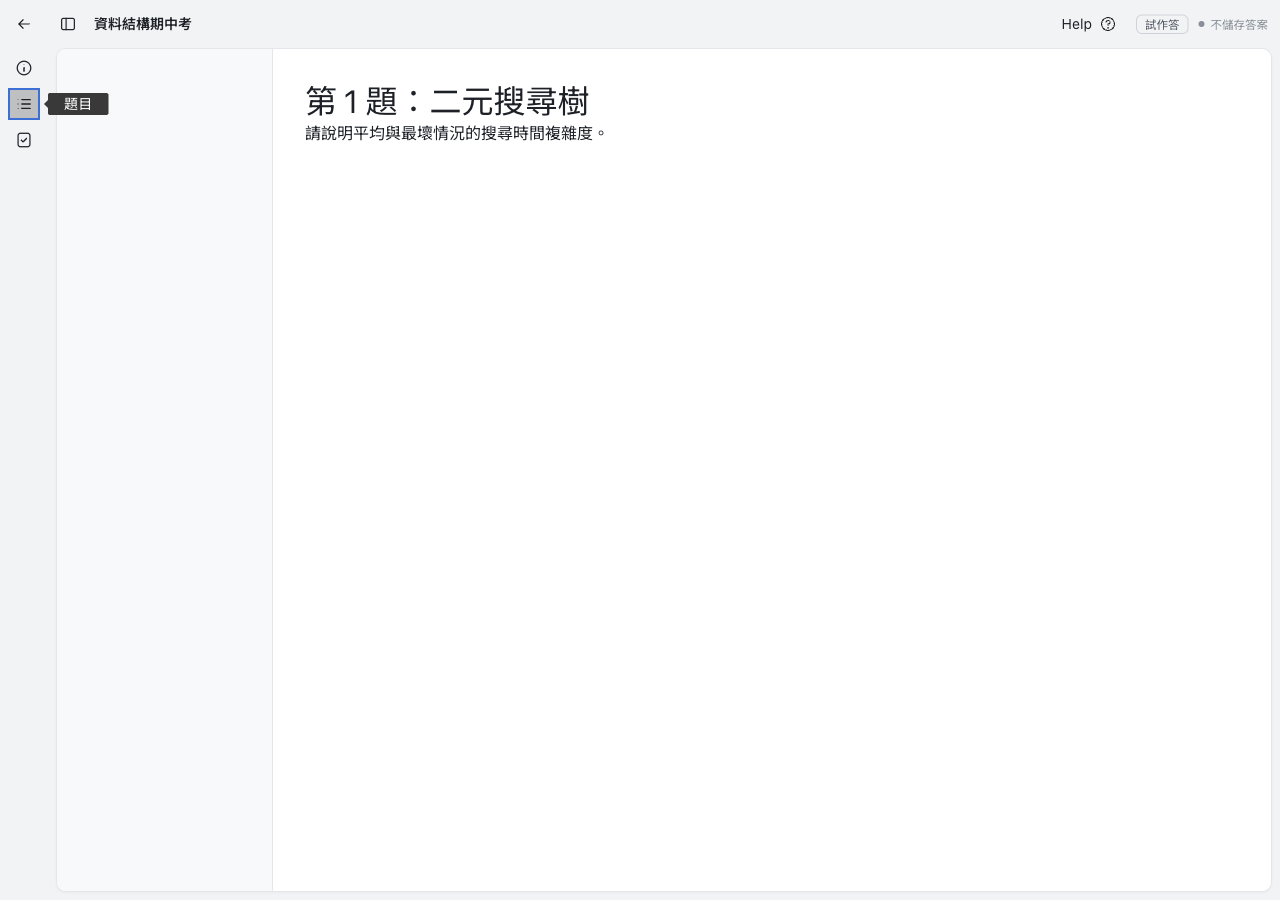 資料結構期中考
Help
試作答
不儲存答案
題目
第 1 題：二元搜尋樹
請說明平均與最壞情況的搜尋時間複雜度。